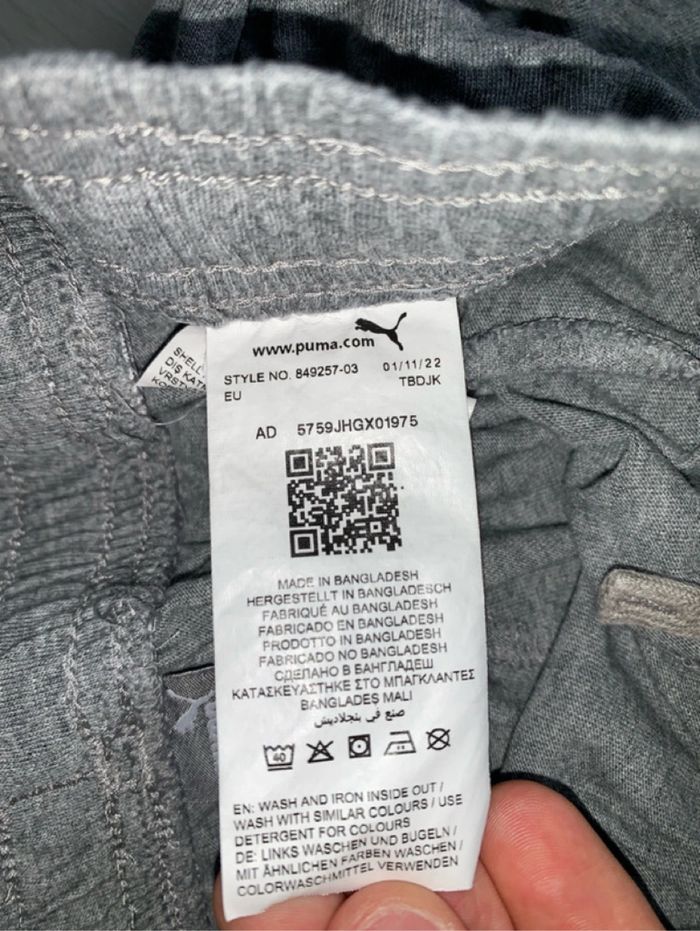 www.puma.com
STYLE NO. 849257-03 01/11/22
EU TBDJK
AD 5759JHGX01975
MADE IN BANGLADESH
HERGESTELLT IN BANGLADESCH
FABRIQUÉ AU BANGLADESH
FABRICADO EN BANGLADESH
PRODOTTO IN BANGLADESH
FABRICADO NO BANGLADESH
СДЕЛАНО В БАНГЛАДЕШ
ΚΑΤΑΣΚΕΥΑΣΤΗΚΕ ΣΤΟ ΜΠΑΓΚΛΑΝΤΕΣ
BANGLADEŞ MALI
صنع في بنجلاديش
40
EN: WASH AND IRON INSIDE OUT /
WASH WITH SIMILAR COLOURS / USE
DETERGENT FOR COLOURS
DE: LINKS WASCHEN UND BUGELN /
MIT ÄHNLICHEN FARBEN WASCHEN /
COLORWASCHMITTEL VERWENDEN
SHELL
DIŞ